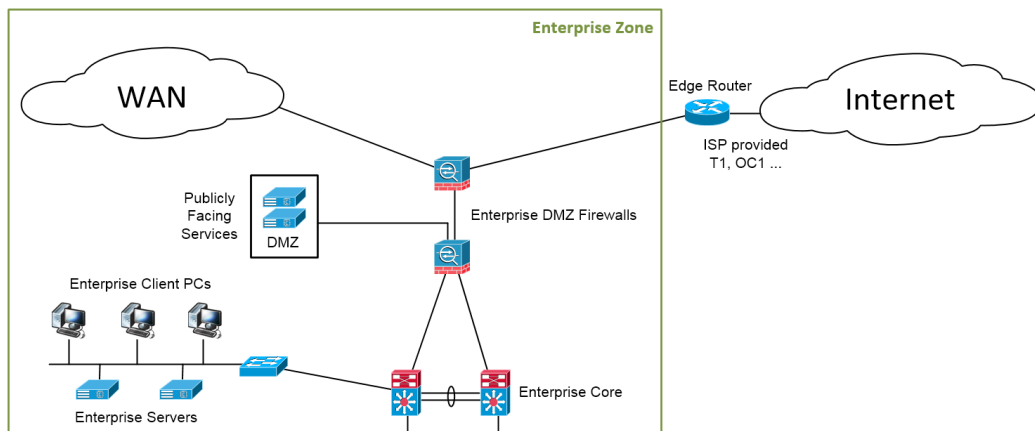 Enterprise Zone
WAN
Edge Router
Internet
ISP provided
T1, OC1 ...
Publicly
Facing
Services
DMZ
Enterprise DMZ Firewalls
Enterprise Client PCs
Enterprise Servers
Enterprise Core